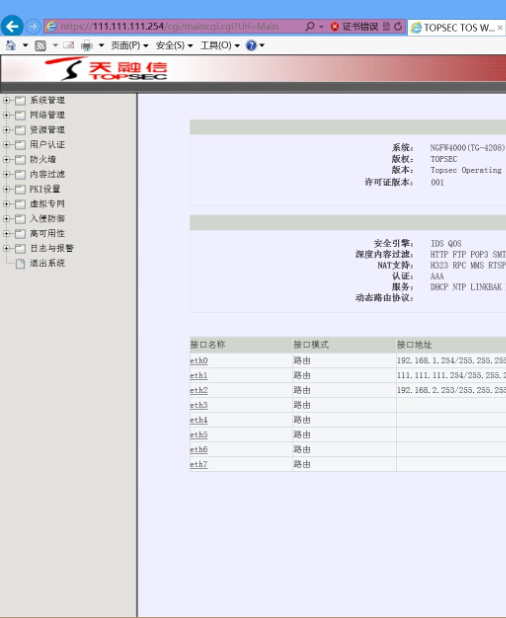 https://111.111.111.254/cgi/maincgi.cgi?Url=Main
证书错误
TOPSEC TOS W...
页面(P) 安全(S) 工具(O)
天融信
TOPSEC
系统管理
网络管理
资源管理
用户认证
防火墙
内容过滤
PKI设置
虚拟专网
入侵防御
高可用性
日志与报警
退出系统
系统: NGFW4000(TG-4208)
版权: TOPSEC
版本: Topsec Operating
许可证版本: 001
安全引擎: IDS QOS
深度内容过滤: HTTP FTP POP3 SMT
NAT支持: H323 RPC MMS RTSP
认证: AAA
服务: DHCP NTP LINKBAK
动态路由协议:
接口名称 接口模式 接口地址
eth0 路由 192.168.1.254/255.255.255
eth1 路由 111.111.111.254/255.255.2
eth2 路由 192.168.2.253/255.255.255
eth3 路由
eth4 路由
eth5 路由
eth6 路由
eth7 路由